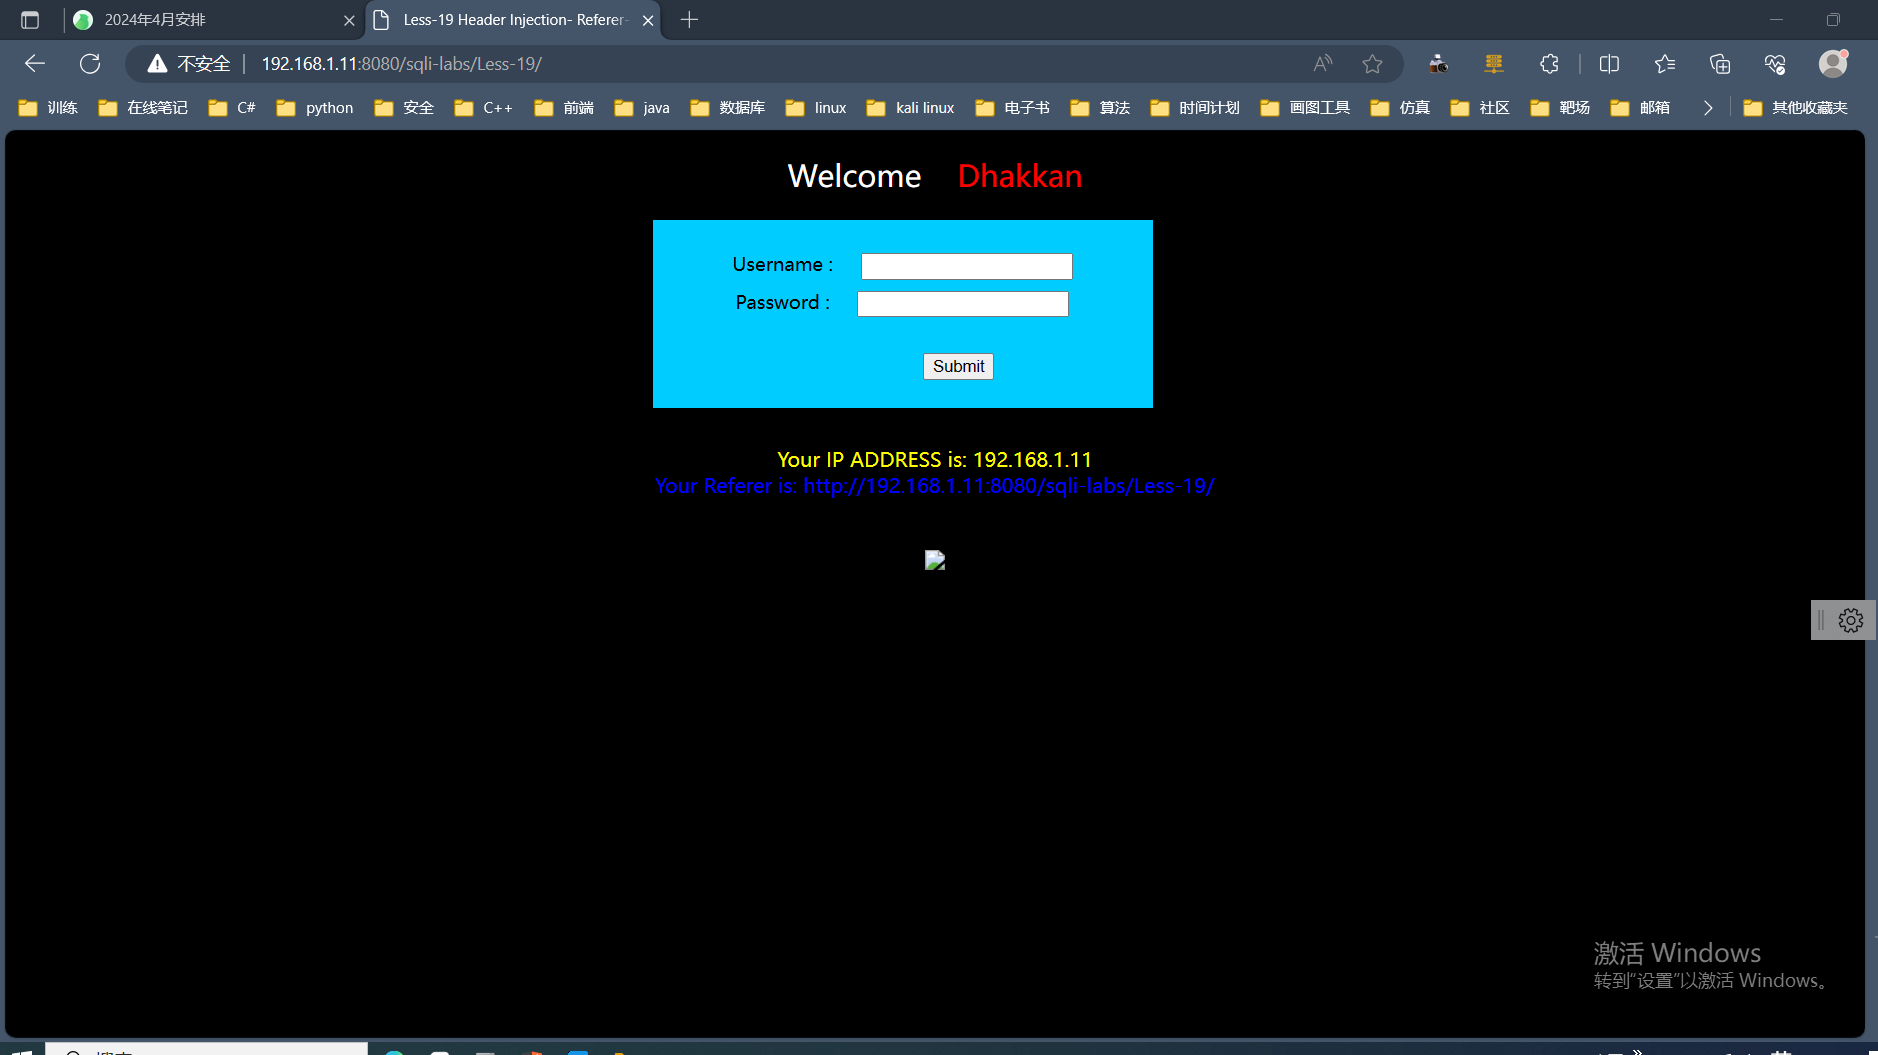 2024年4月安排
Less-19 Header Injection- Referer-
不安全 192.168.1.11:8080/sqli-labs/Less-19/
训练 在线笔记 C# python 安全 C++ 前端 java 数据库 linux kali linux 电子书 算法 时间计划 画图工具 仿真 社区 靶场 邮箱 其他收藏夹
Welcome Dhakkan
Username :
Password :
Submit
Your IP ADDRESS is: 192.168.1.11
Your Referer is: http://192.168.1.11:8080/sqli-labs/Less-19/
激活 Windows
转到“设置”以激活 Windows。